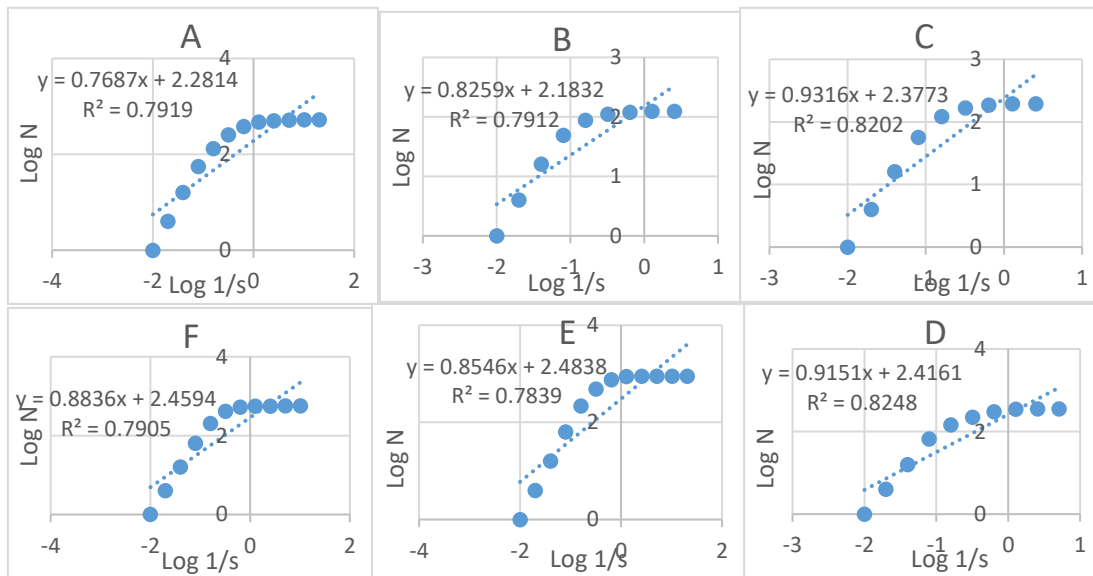 A
y = 0.7687x + 2.2814
R² = 0.7919
Log N
4
2
0
-4 -2 0 2
Log 1/s
B
y = 0.8259x + 2.1832
R² = 0.7912
Log N
3
2
1
0
-3 -2 -1 0 1
Log 1/s
C
y = 0.9316x + 2.3773
R² = 0.8202
Log N
3
2
1
0
-3 -2 -1 0 1
Log 1/s
F
y = 0.8836x + 2.4594
R² = 0.7905
Log N
4
2
0
-4 -2 0 2
Log 1/s
E
y = 0.8546x + 2.4838
R² = 0.7839
Log N
4
2
0
-4 -2 0 2
Log 1/s
D
y = 0.9151x + 2.4161
R² = 0.8248
Log N
4
2
0
-3 -2 -1 0 1
Log 1/s